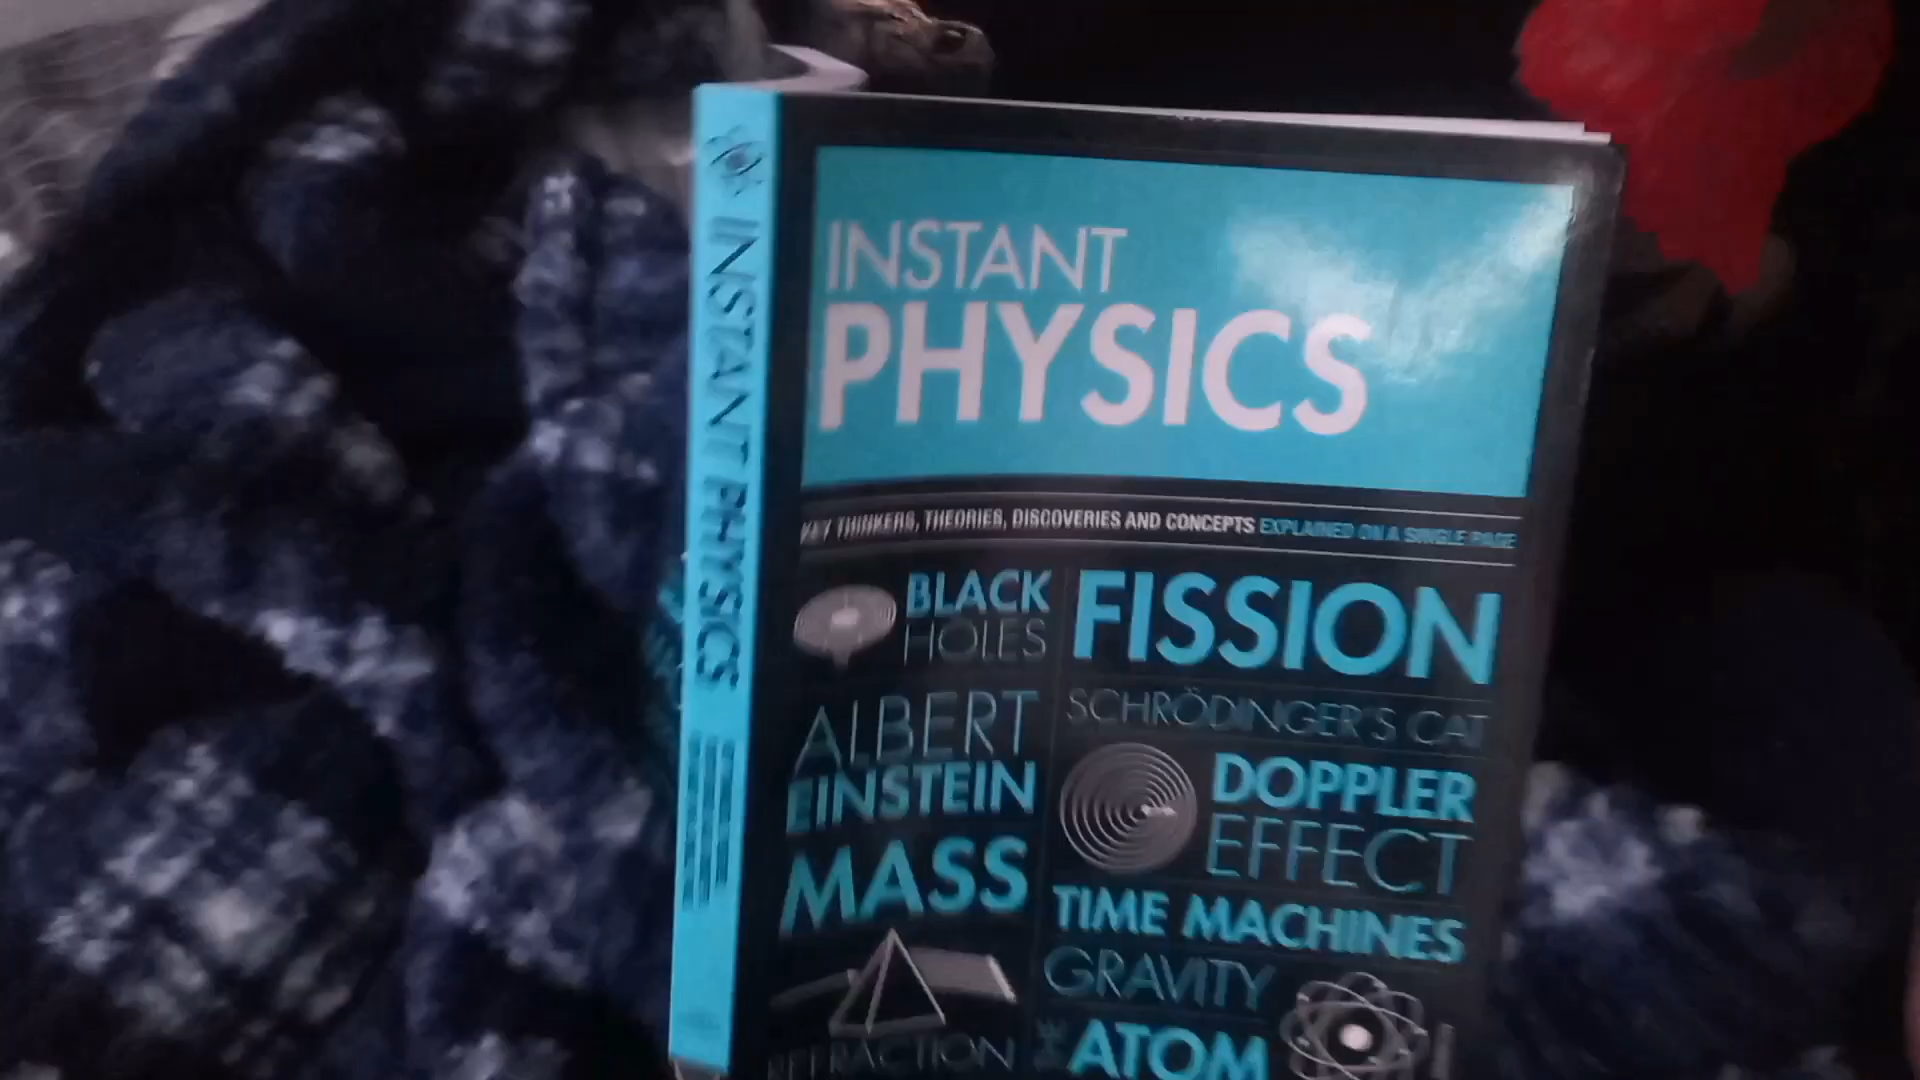 INSTANT PHYSICS
INSTANT
PHYSICS
KEY THINKERS, THEORIES, DISCOVERIES AND CONCEPTS EXPLAINED ON A SINGLE PAGE
BLACK
HOLES
FISSION
ALBERT
EINSTEIN
SCHRÖDINGER'S CAT
DOPPLER
EFFECT
MASS
TIME MACHINES
GRAVITY
REFRACTION
THE
ATOM